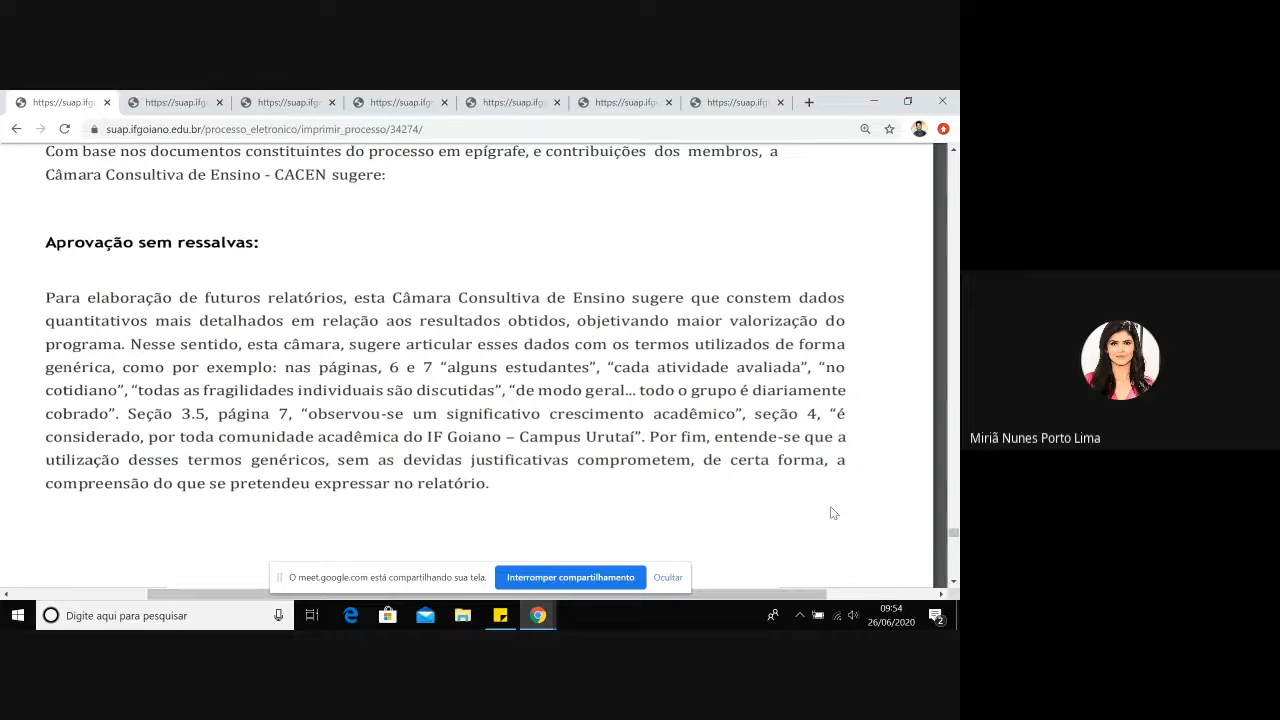 https://suap.ifg
https://suap.ifgo
https://suap.ifgo
https://suap.ifgo
https://suap.ifgo
https://suap.ifgo
https://suap.ifgo
suap.ifgoiano.edu.br/processo_eletronico/imprimir_processo/34274/
Com base nos documentos constituintes do processo em epígrafe, e contribuições dos membros, a
Câmara Consultiva de Ensino - CACEN sugere:
Aprovação sem ressalvas:
Para elaboração de futuros relatórios, esta Câmara Consultiva de Ensino sugere que constem dados
quantitativos mais detalhados em relação aos resultados obtidos, objetivando maior valorização do
programa. Nesse sentido, esta câmara, sugere articular esses dados com os termos utilizados de forma
genérica, como por exemplo: nas páginas, 6 e 7 “alguns estudantes”, “cada atividade avaliada”, “no
cotidiano”, “todas as fragilidades individuais são discutidas”, “de modo geral... todo o grupo é diariamente
cobrado”. Seção 3.5, página 7, “observou-se um significativo crescimento acadêmico”, seção 4, “é
considerado, por toda comunidade acadêmica do IF Goiano – Campus Urutaí”. Por fim, entende-se que a
utilização desses termos genéricos, sem as devidas justificativas comprometem, de certa forma, a
compreensão do que se pretendeu expressar no relatório.
Miriã Nunes Porto Lima
O meet.google.com está compartilhando sua tela.
Interromper compartilhamento
Ocultar
Digite aqui para pesquisar
09:54
26/06/2020
2